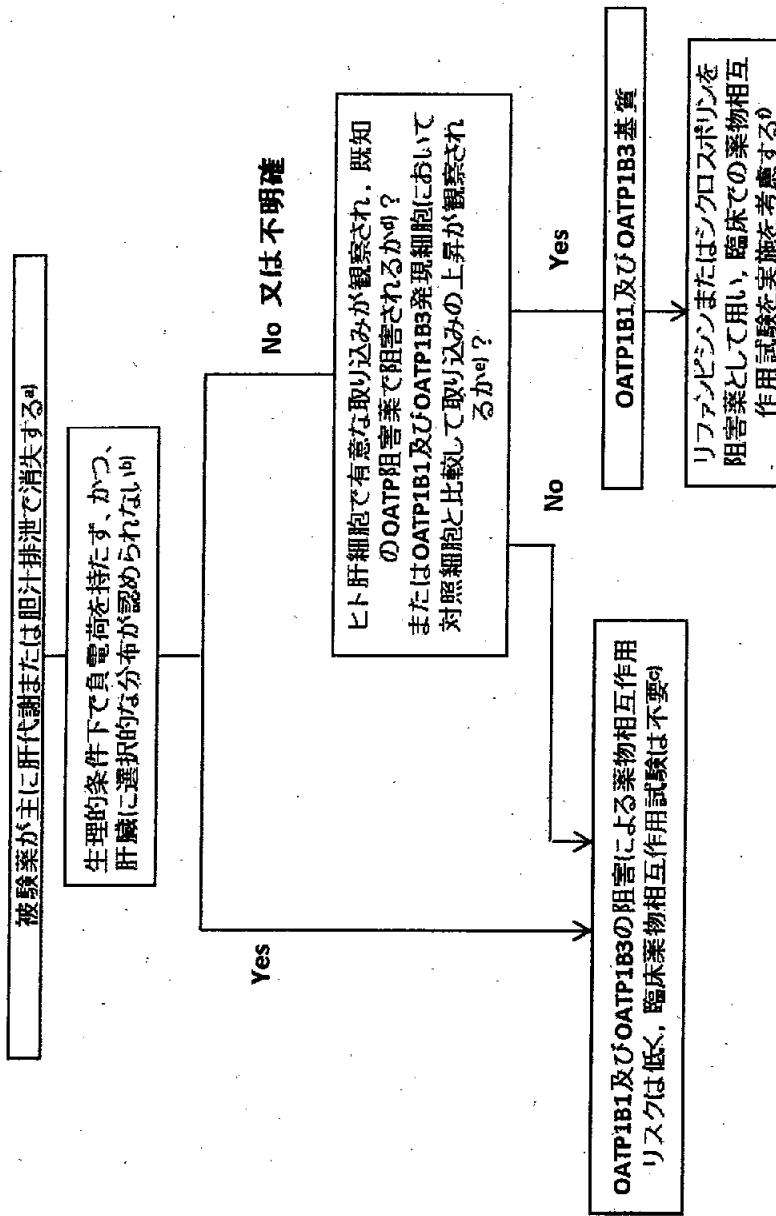 被験薬が主に肝代謝または胆汁排泄で消失するa)
生理的条件下で負電荷を持たず、かつ、
肝臓に選択的な分布が認められないb)
Yes
No 又は不明確
ヒト肝細胞で有意な取り込みが観察され，既知
のOATP阻害薬で阻害されるかd)？
またはOATP1B1及びOATP1B3発現細胞において
対照細胞と比較して取り込みの上昇が観察され
るかe)？
No
Yes
OATP1B1及びOATP1B3の阻害による薬物相互作用
リスクは低く，臨床薬物相互作用試験は不要c)
OATP1B1及びOATP1B3基質
リファンピシンまたはシクロスポリンを
阻害薬として用い，臨床での薬物相互
作用試験を実施を考慮するf)